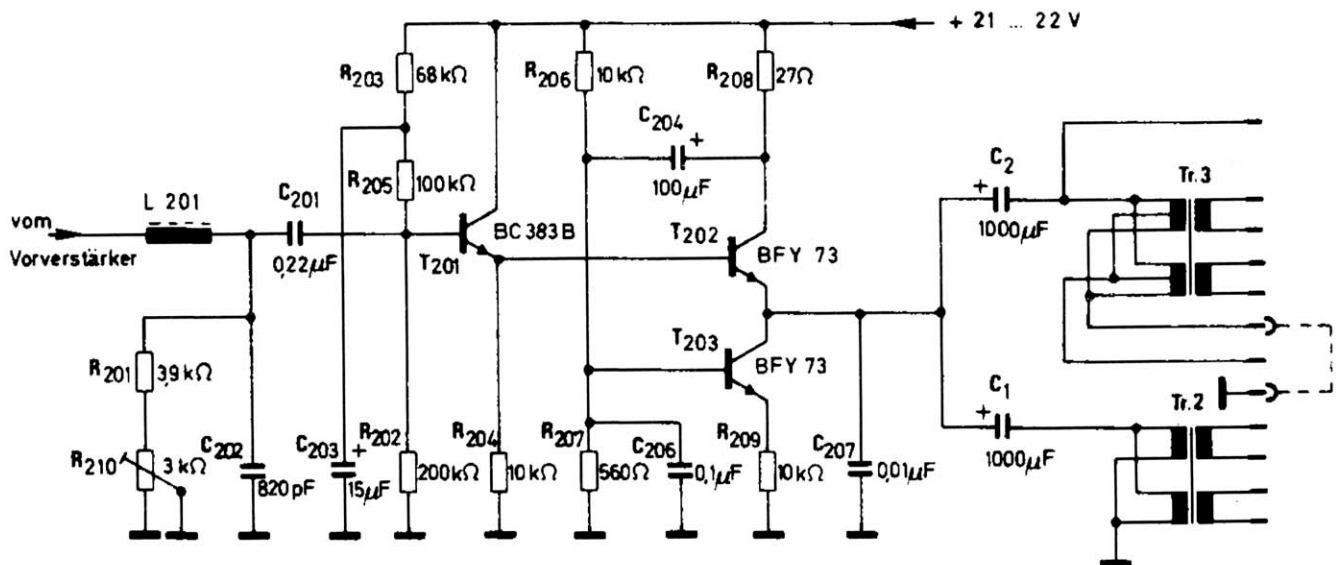 + 21 ... 22 V
R203 68kΩ
R206 10kΩ
R208 27Ω
C204 +
100µF
R205 100kΩ
C2
+
1000µF
Tr.3
L 201
C201
0,22µF
vom
Vorverstärker
T201
BC 383 B
T202
BFY 73
T203
BFY 73
R201 3,9kΩ
R210 3kΩ
C202
820pF
C203 +
15µF
R202
200kΩ
R204
10kΩ
R207
560Ω
C206
0,1µF
R209
10kΩ
C207
0,01µF
C1
+
1000µF
Tr.2